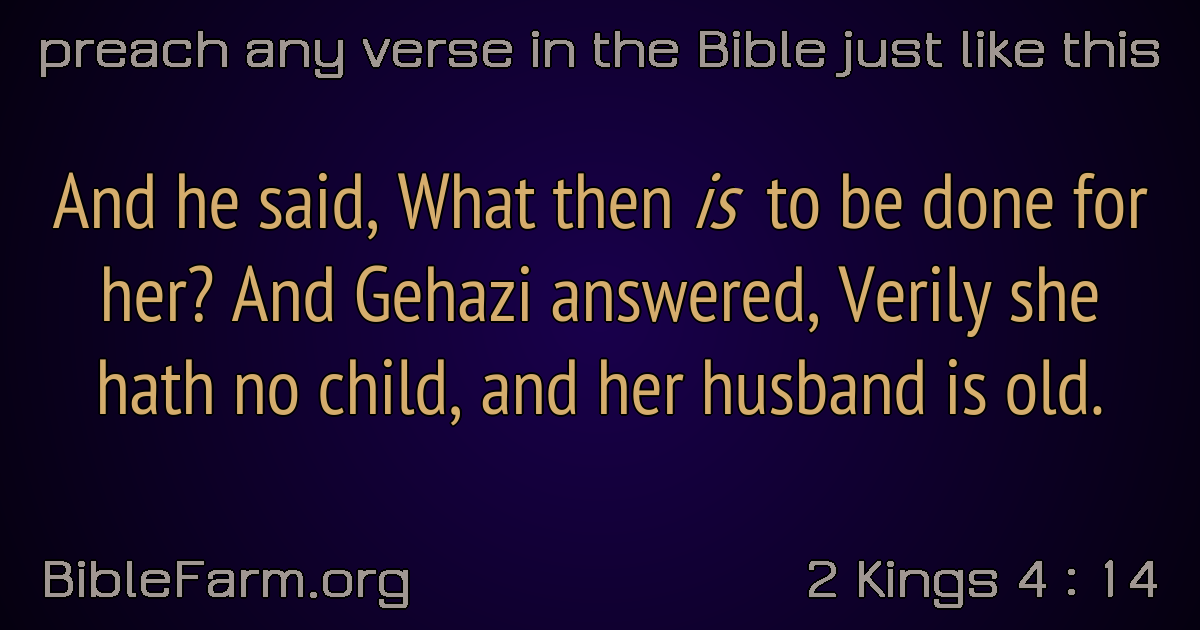 preach any verse in the Bible just like this
And he said, What then is to be done for
her? And Gehazi answered, Verily she
hath no child, and her husband is old.
BibleFarm.org
2 Kings 4 : 14